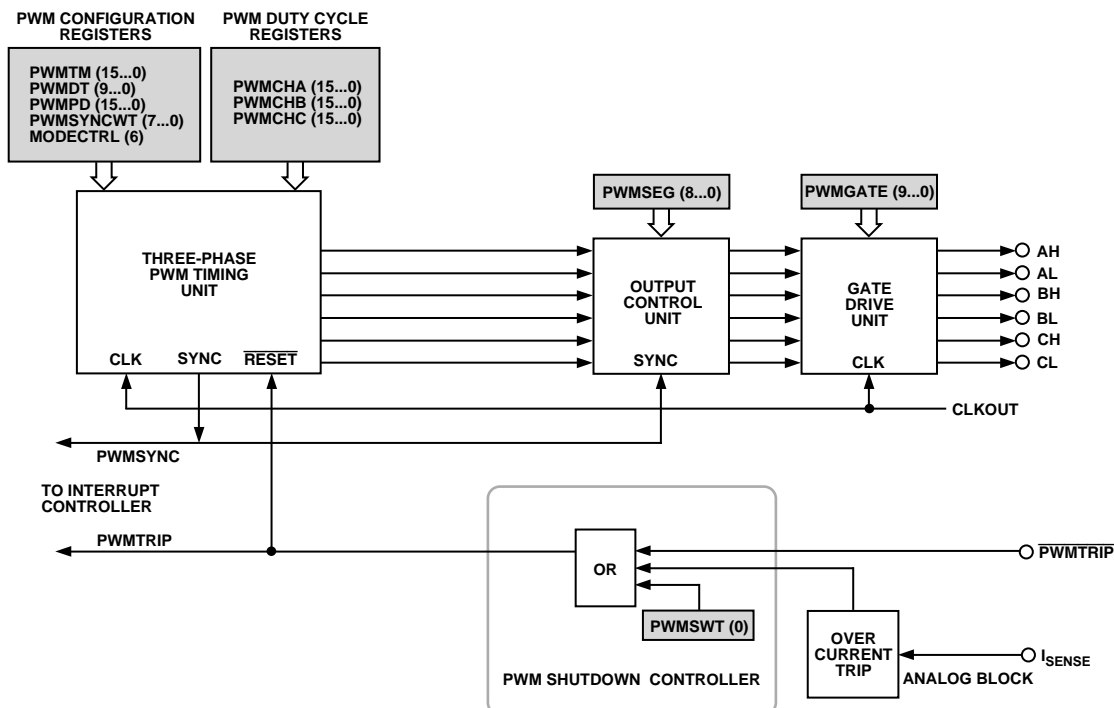 PWM CONFIGURATION
REGISTERS
PWM DUTY CYCLE
REGISTERS
PWMTM (15...0)
PWMDT (9...0)
PWMPD (15...0)
PWMSYNCWT (7...0)
MODECTRL (6)
PWMCHA (15...0)
PWMCHB (15...0)
PWMCHC (15...0)
PWMSEG (8...0)
PWMGATE (9...0)
THREE-PHASE
PWM TIMING
UNIT
CLK
SYNC
RESET
OUTPUT
CONTROL
UNIT
SYNC
GATE
DRIVE
UNIT
CLK
AH
AL
BH
BL
CH
CL
CLKOUT
PWMSYNC
TO INTERRUPT
CONTROLLER
PWMTRIP
OR
PWMTRIP
PWMSWT (0)
OVER
CURRENT
TRIP
ISENSE
ANALOG BLOCK
PWM SHUTDOWN CONTROLLER